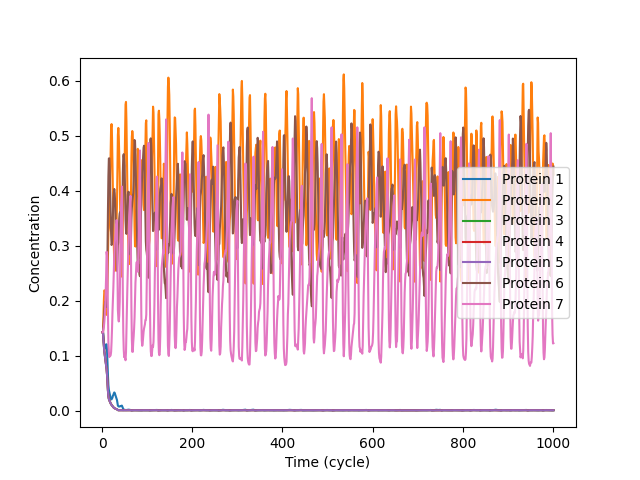 0.6
0.5
0.4
0.3
0.2
0.1
0.0
Concentration
0
200
400
600
800
1000
Time (cycle)
Protein 1
Protein 2
Protein 3
Protein 4
Protein 5
Protein 6
Protein 7